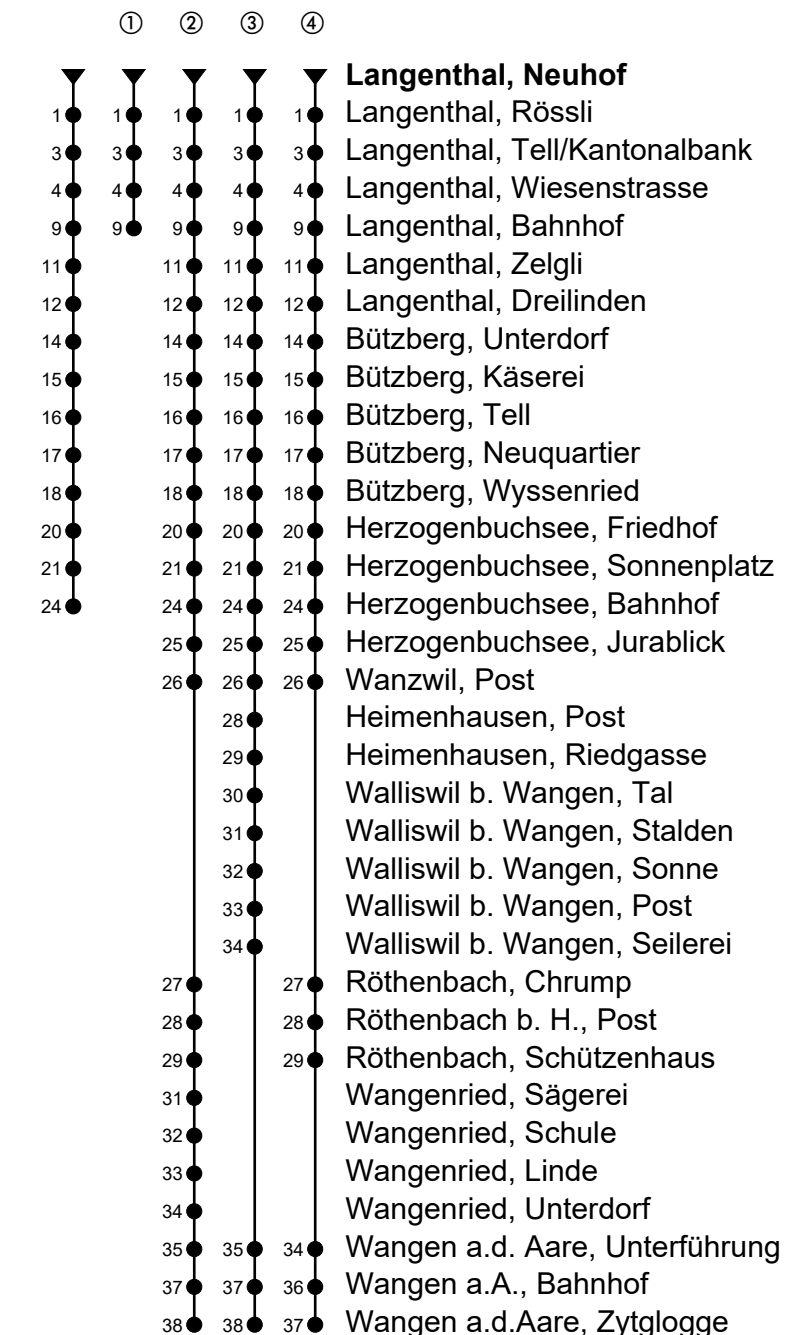 ① ② ③ ④
Langenthal, Neuhof
1 1 1 1 1 Langenthal, Rössli
3 3 3 3 3 Langenthal, Tell/Kantonalbank
4 4 4 4 4 Langenthal, Wiesenstrasse
9 9 9 9 9 Langenthal, Bahnhof
11 11 11 11 Langenthal, Zelgli
12 12 12 12 Langenthal, Dreilinden
14 14 14 14 Bützberg, Unterdorf
15 15 15 15 Bützberg, Käserei
16 16 16 16 Bützberg, Tell
17 17 17 17 Bützberg, Neuquartier
18 18 18 18 Bützberg, Wyssenried
20 20 20 20 Herzogenbuchsee, Friedhof
21 21 21 21 Herzogenbuchsee, Sonnenplatz
24 24 24 24 Herzogenbuchsee, Bahnhof
25 25 25 Herzogenbuchsee, Jurablick
26 26 26 Wanzwil, Post
28 Heimenhausen, Post
29 Heimenhausen, Riedgasse
30 Walliswil b. Wangen, Tal
31 Walliswil b. Wangen, Stalden
32 Walliswil b. Wangen, Sonne
33 Walliswil b. Wangen, Post
34 Walliswil b. Wangen, Seilerei
27 27 Röthenbach, Chrump
28 28 Röthenbach b. H., Post
29 29 Röthenbach, Schützenhaus
31 Wangenried, Sägerei
32 Wangenried, Schule
33 Wangenried, Linde
34 Wangenried, Unterdorf
35 35 34 Wangen a.d. Aare, Unterführung
37 37 36 Wangen a.A., Bahnhof
38 38 37 Wangen a.d.Aare, Zytglogge